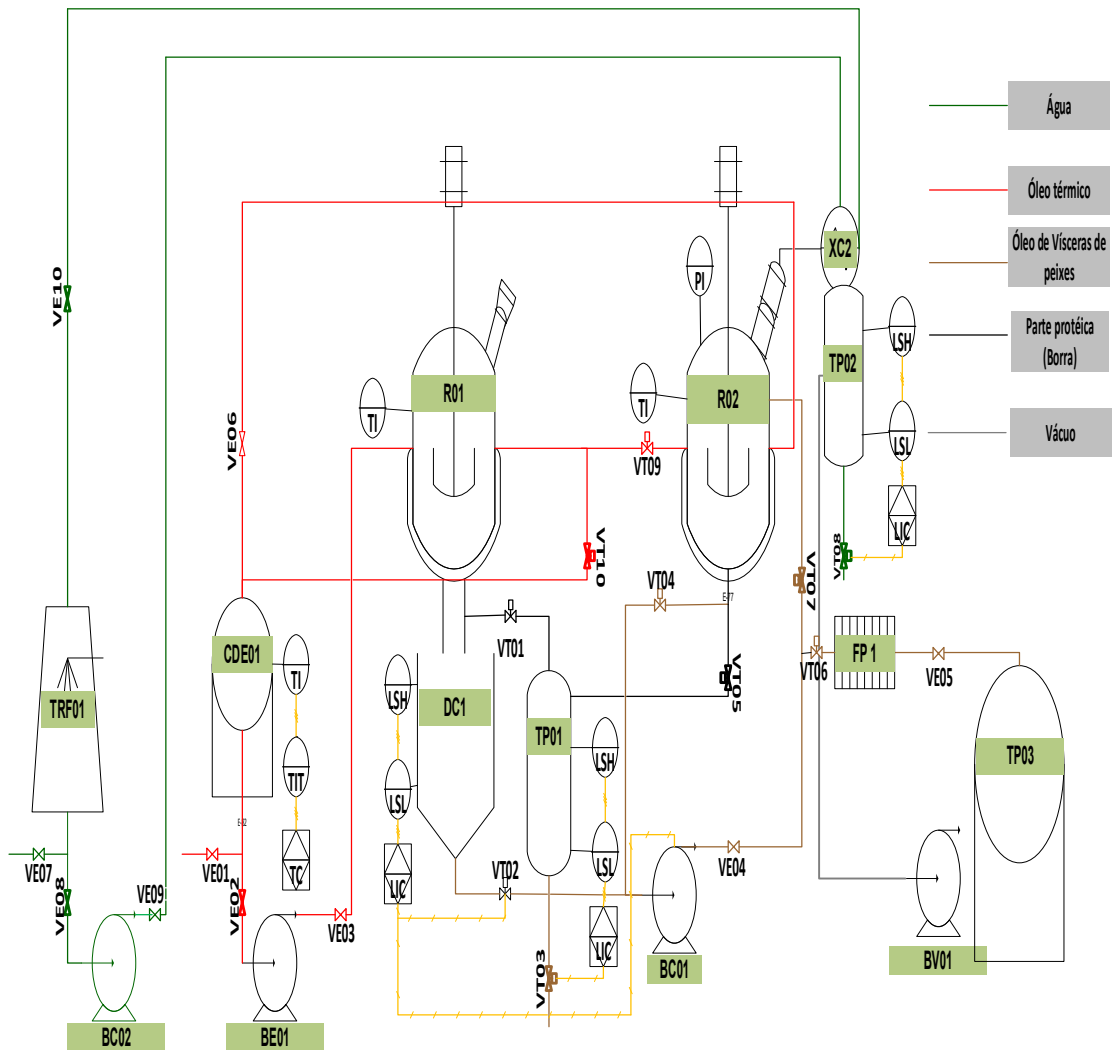 Água
Óleo térmico
Óleo de Vísceras de
peixes
Parte protéica
(Borra)
Vácuo
XC2
VE10
PI
LSH
TP02
R01
R02
TI
TI
LSL
VE06
VT09
LIC
VT08
VT10
VT04
E-77
VT07
VT01
CDE01
TI
FP 1
VT06
VE05
VT05
LSH
DC1
TRF01
TP01
LSH
TP03
TIT
LSL
E-92
LSL
VE07
VE01
TC
LIC
VT02
VE04
VE08
VE09
VE02
VE03
LIC
VT03
BC01
BV01
BC02
BE01